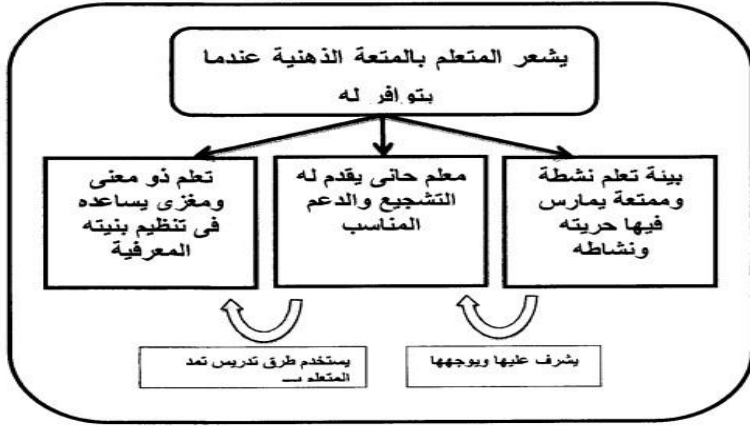 يشعر المتعلم بالمتعة الذهنية عندما
يتوافر له
بيئة تعلم نشطة
وممتعة يمارس
فيها حريته
ونشاطه
معلم حانى يقدم له
التشجيع والدعم
المناسب
تعلم ذو معنى
ومغزى يساعده
فى تنظيم بنيته
المعرفية
يشرف عليها ويوجهها
يستخدم طرق تدريس تمد
المتعلم بـــ